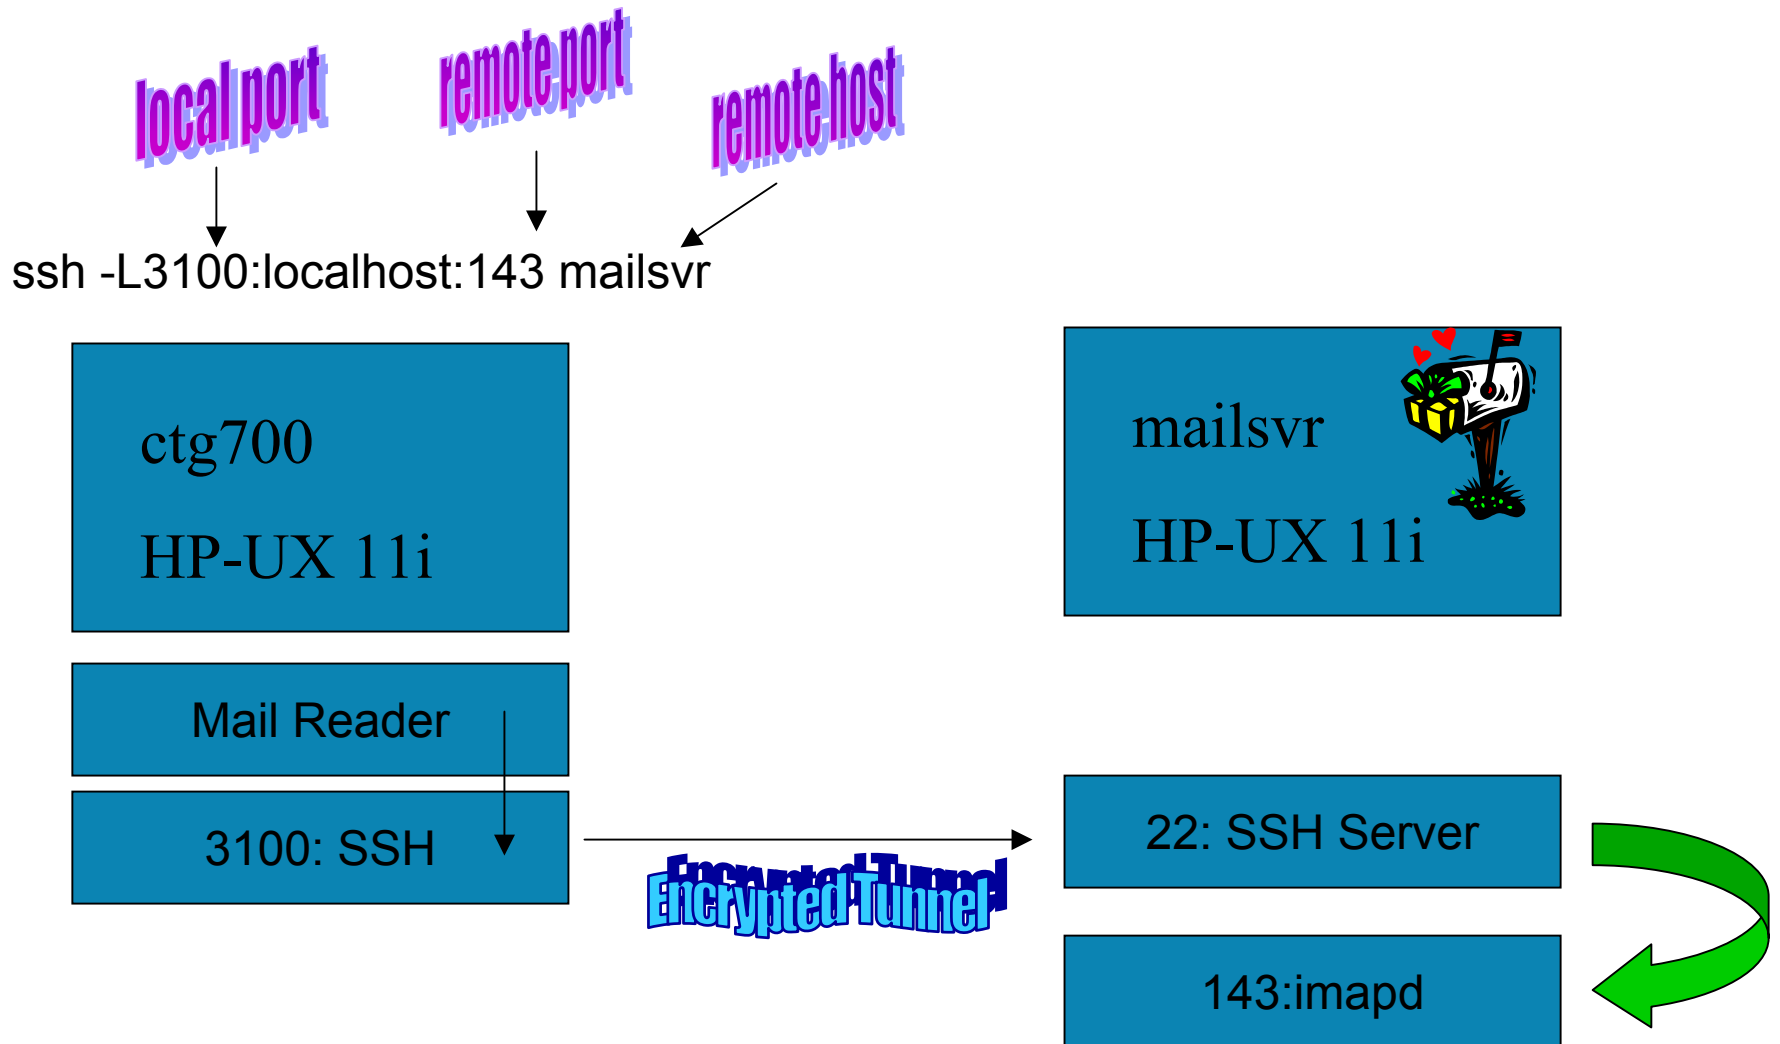 local port
remote port
remote host
ssh -L3100:localhost:143 mailsvr
ctg700
HP-UX 11i
mailsvr
HP-UX 11i
Mail Reader
3100: SSH
Encrypted Tunnel
22: SSH Server
143:imapd